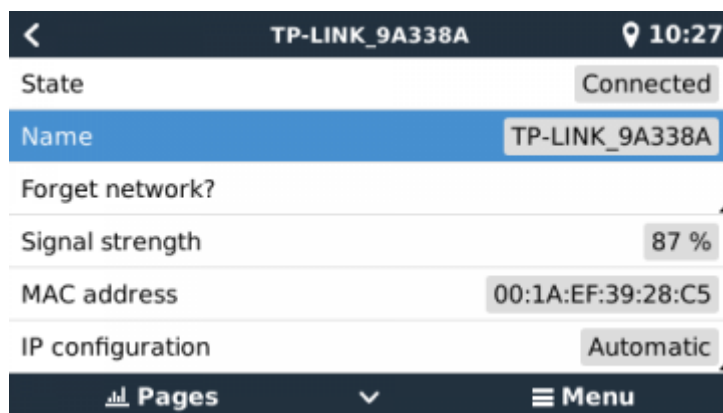 TP-LINK_9A338A 10:27
State Connected
Name TP-LINK_9A338A
Forget network?
Signal strength 87 %
MAC address 00:1A:EF:39:28:C5
IP configuration Automatic
Pages Menu